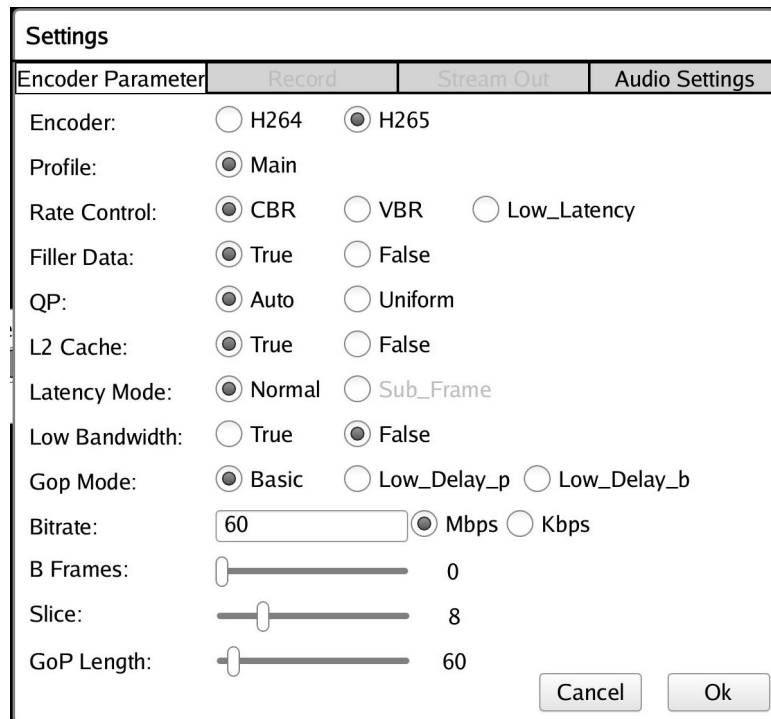 Settings
Encoder Parameter Record Stream Out Audio Settings
Encoder: H264 H265
Profile: Main
Rate Control: CBR VBR Low_Latency
Filler Data: True False
QP: Auto Uniform
L2 Cache: True False
Latency Mode: Normal Sub_Frame
Low Bandwidth: True False
Gop Mode: Basic Low_Delay_p Low_Delay_b
Bitrate: 60 Mbps Kbps
B Frames: 0
Slice: 8
GoP Length: 60
Cancel Ok